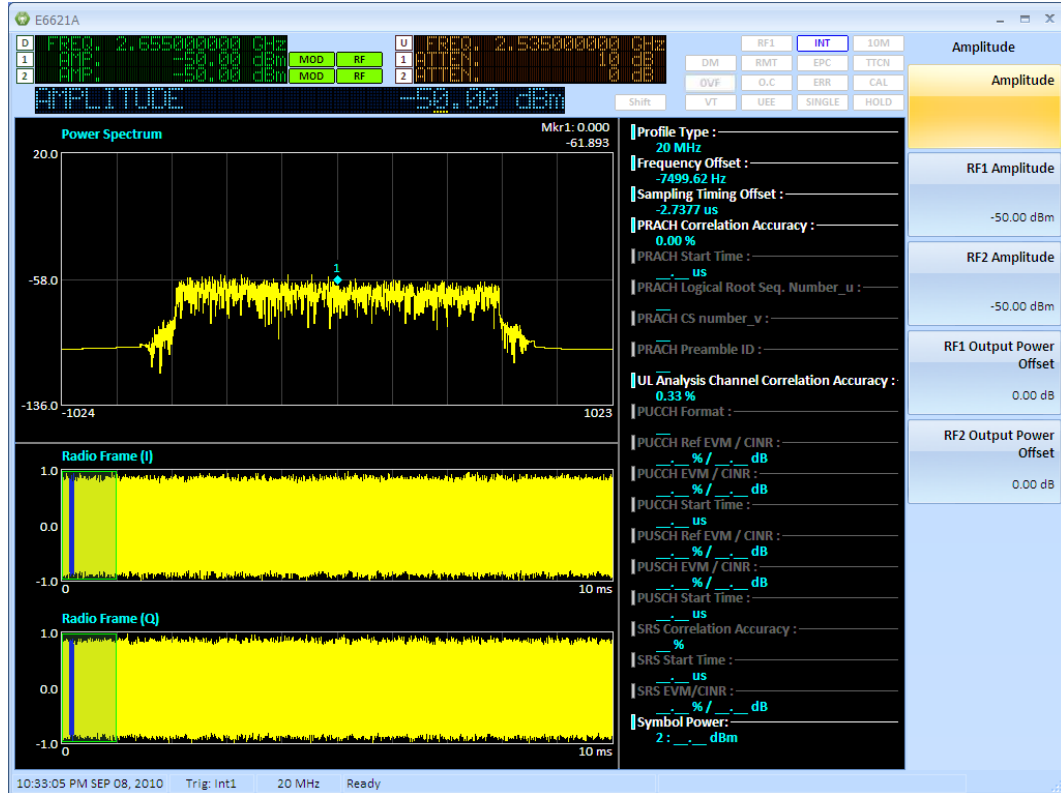 E6621A
D FREQ. 2.655000000 GHz
1 AMP. -50.00 dBm MOD RF
2 AMP. -50.00 dBm MOD RF
U FREQ. 2.535000000 GHz
1 ATTEN. 10 dB
2 0 dB
AMPLITUDE -50.00 dBm
Shift
RF1 INT 10M
DM RMT EPC TTCN
OVF O.C ERR CAL
VT UEE SINGLE HOLD
Power Spectrum
Mkr1: 0.000
-61.893
20.0
1
-58.0
-136.0
-1024
1023
Radio Frame (I)
1.0
0.0
-1.0
0
10 ms
Radio Frame (Q)
1.0
0.0
-1.0
0
10 ms
Profile Type :
20 MHz
Frequency Offset :
-7499.62 Hz
Sampling Timing Offset :
-2.7377 us
PRACH Correlation Accuracy :
0.00 %
PRACH Start Time :
__.__ us
PRACH Logical Root Seq. Number_u :
__
PRACH CS number_v :
__
PRACH Preamble ID :
__
UL Analysis Channel Correlation Accuracy :
0.33 %
PUCCH Format :
__
PUCCH Ref EVM / CINR :
__.__ % / __.__ dB
PUCCH EVM / CINR :
__.__ % / __.__ dB
PUCCH Start Time :
__.__ us
PUSCH Ref EVM / CINR :
__.__ % / __.__ dB
PUSCH EVM / CINR :
__.__ % / __.__ dB
PUSCH Start Time :
__.__ us
SRS Correlation Accuracy :
__ %
SRS Start Time :
__.__ us
SRS EVM/CINR :
__.__ % / __.__ dB
Symbol Power:
2 : __.__ dBm
Amplitude
Amplitude
RF1 Amplitude
-50.00 dBm
RF2 Amplitude
-50.00 dBm
RF1 Output Power
Offset
0.00 dB
RF2 Output Power
Offset
0.00 dB
10:33:05 PM SEP 08, 2010 Trig: Int1 20 MHz Ready